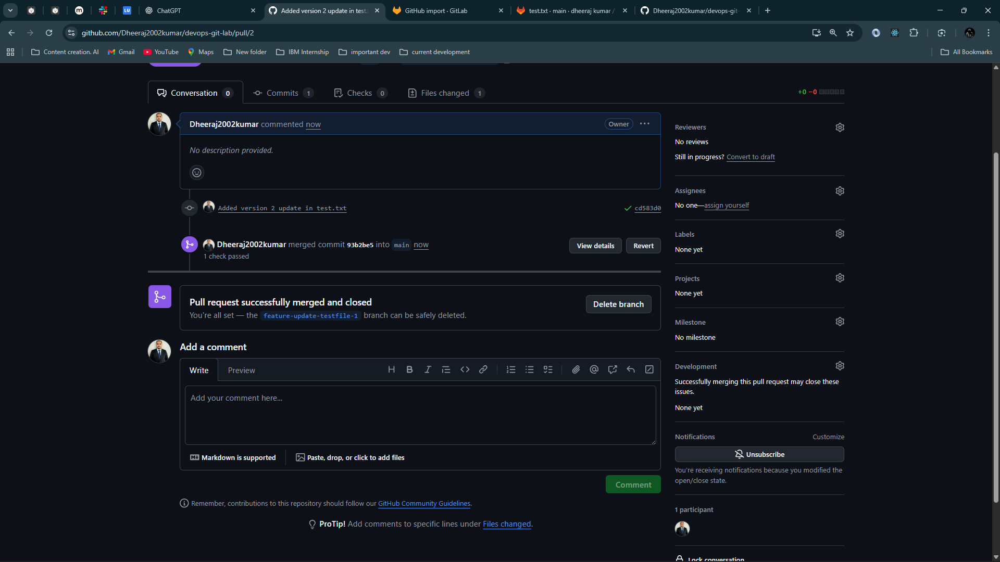 ChatGPT
Added version 2 update in test.
GitHub import · GitLab
test.txt · main · dheeraj kumar /
Dheeraj2002kumar/devops-git-
github.com/Dheeraj2002kumar/devops-git-lab/pull/2
Content creation. AI
Gmail
YouTube
Maps
New folder
IBM Internship
important dev
current development
All Bookmarks
Conversation 0
Commits 1
Checks 0
Files changed 1
+0 −0
Dheeraj2002kumar commented now
Owner
No description provided.
Added version 2 update in test.txt
cd583d0
Dheeraj2002kumar merged commit 93b2be5 into main now
1 check passed
View details
Revert
Pull request successfully merged and closed
You're all set — the feature-update-testfile-1 branch can be safely deleted.
Delete branch
Add a comment
Write
Preview
Add your comment here...
Markdown is supported
Paste, drop, or click to add files
Comment
Remember, contributions to this repository should follow our GitHub Community Guidelines.
ProTip! Add comments to specific lines under Files changed.
Reviewers
No reviews
Still in progress? Convert to draft
Assignees
No one—assign yourself
Labels
None yet
Projects
None yet
Milestone
No milestone
Development
Successfully merging this pull request may close these
issues.
None yet
Notifications
Customize
Unsubscribe
You're receiving notifications because you modified the
open/close state.
1 participant
Lock conversation